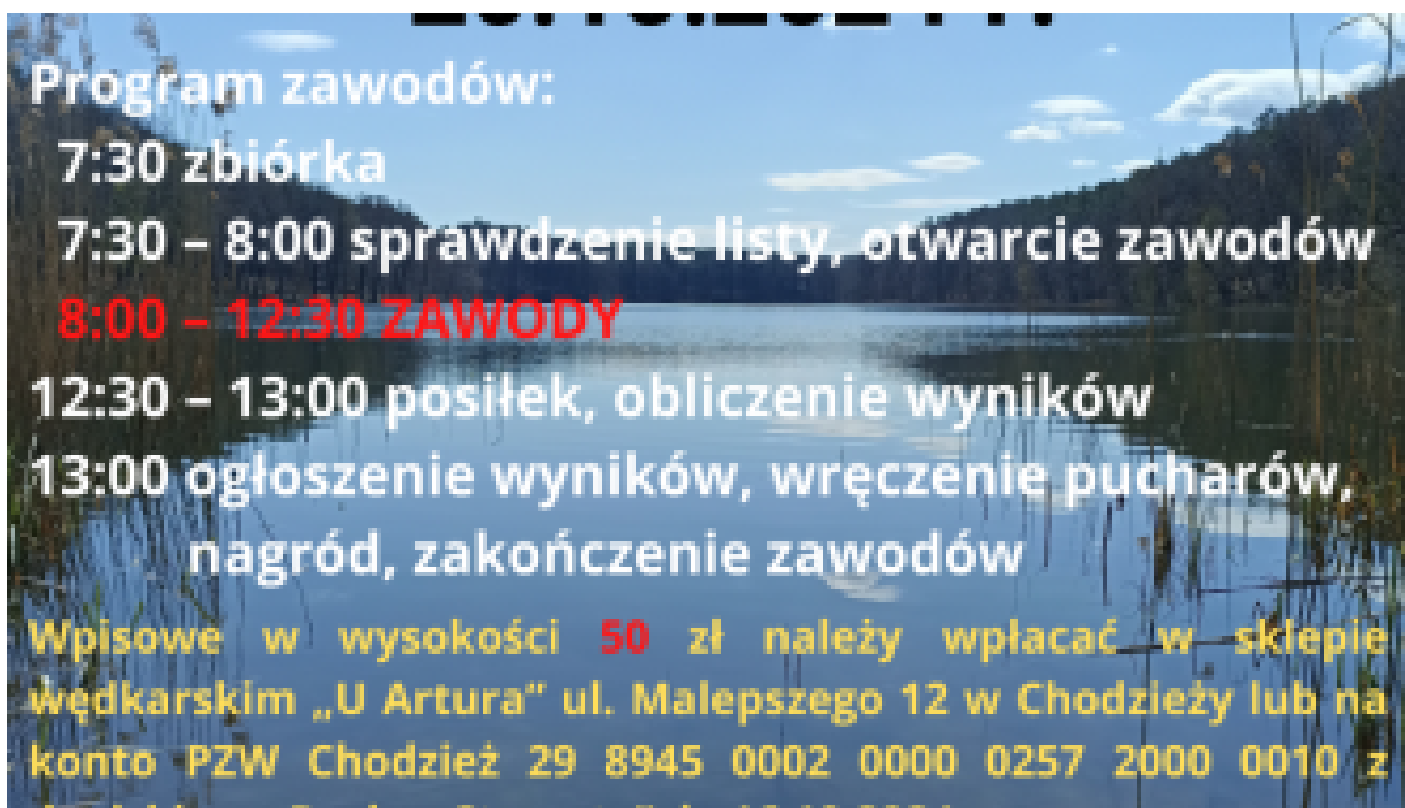 Program zawodów:
7:30 zbiórka
7:30 – 8:00 sprawdzenie listy, otwarcie zawodów
8:00 – 12:30 ZAWODY
12:30 – 13:00 posiłek, obliczenie wyników
13:00 ogłoszenie wyników, wręczenie pucharów,
nagród, zakończenie zawodów
Wpisowe w wysokości 50 zł należy wpłacać w sklepie
wędkarskim „U Artura” ul. Malepszego 12 w Chodzieży lub na
konto PZW Chodzież 29 8945 0002 0000 0257 2000 0010 z